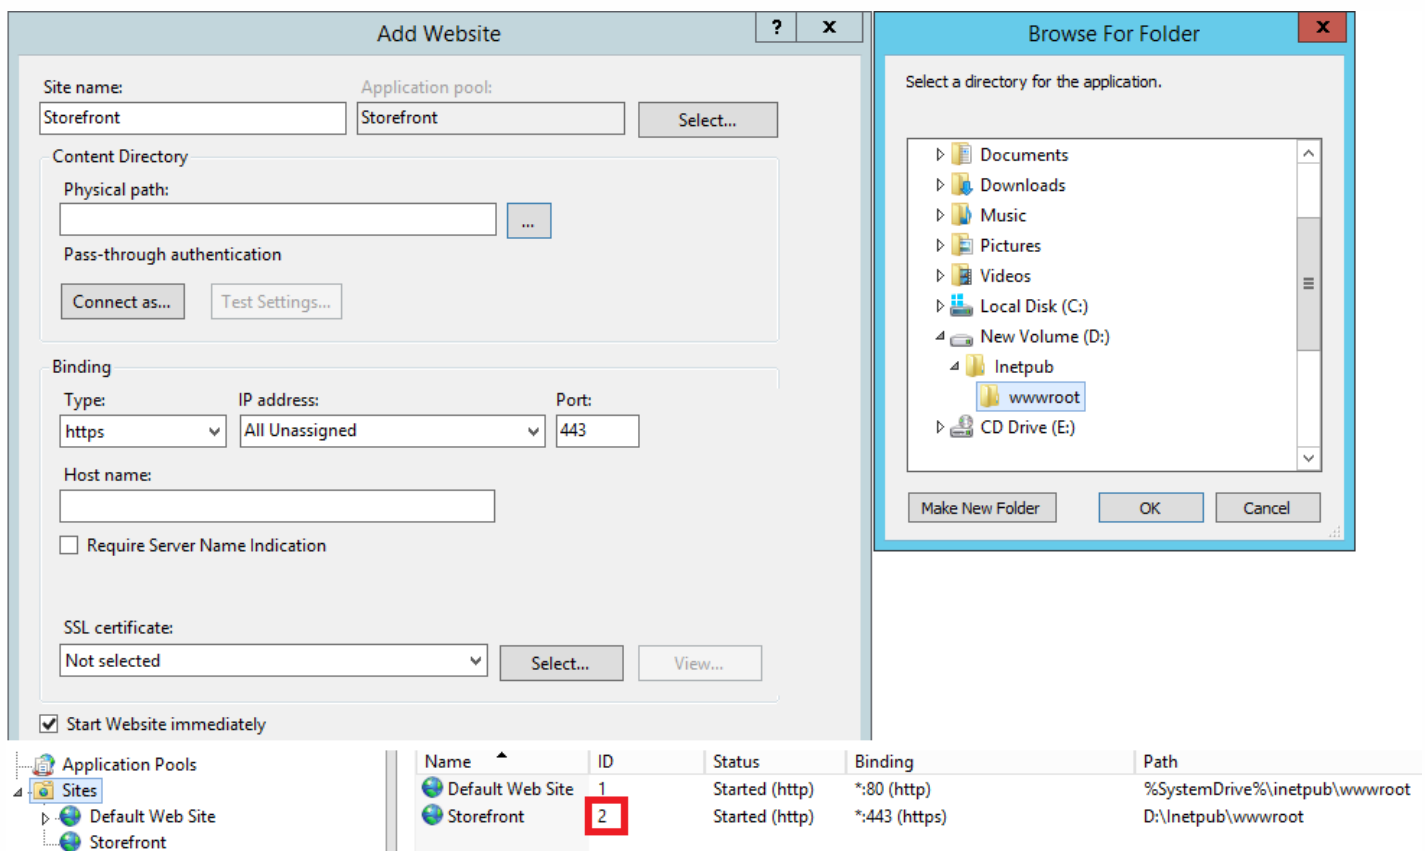 Add Website
? x
Site name:
Application pool:
Storefront
Storefront
Select...
Content Directory
Physical path:
...
Pass-through authentication
Connect as...
Test Settings...
Binding
Type:
IP address:
Port:
https
All Unassigned
443
Host name:
Require Server Name Indication
SSL certificate:
Not selected
Select...
View...
Start Website immediately
Browse For Folder
x
Select a directory for the application.
Documents
Downloads
Music
Pictures
Videos
Local Disk (C:)
New Volume (D:)
Inetpub
wwwroot
CD Drive (E:)
Make New Folder
OK
Cancel
Application Pools
Sites
Default Web Site
Storefront
Name ID Status Binding Path
Default Web Site 1 Started (http) *:80 (http) %SystemDrive%\inetpub\wwwroot
Storefront 2 Started (http) *:443 (https) D:\Inetpub\wwwroot